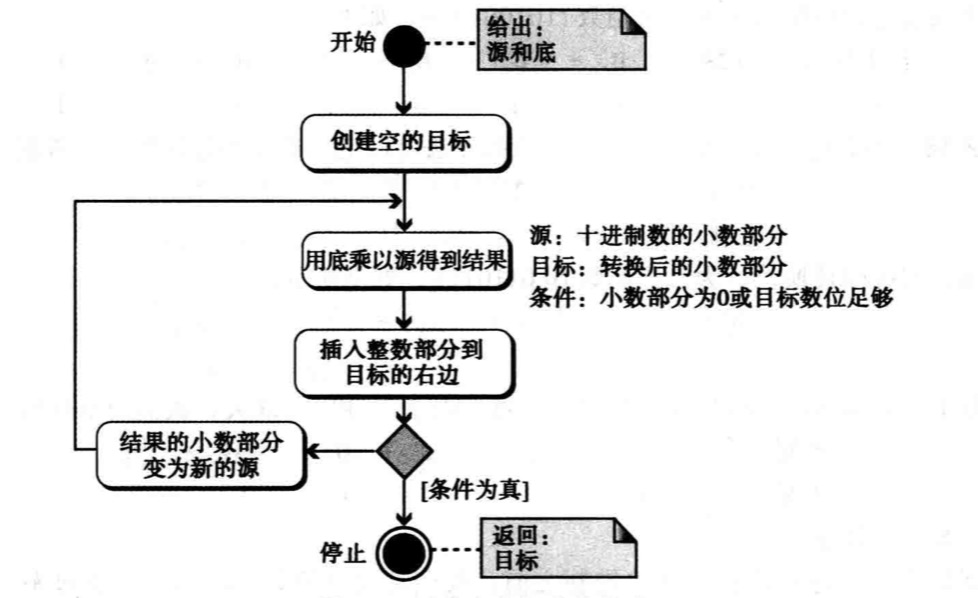 开始
给出：
源和底
创建空的目标
用底乘以源得到结果
源：十进制数的小数部分
目标：转换后的小数部分
条件：小数部分为0或目标数位足够
插入整数部分到
目标的右边
结果的小数部分
变为新的源
[条件为真]
停止
返回：
目标